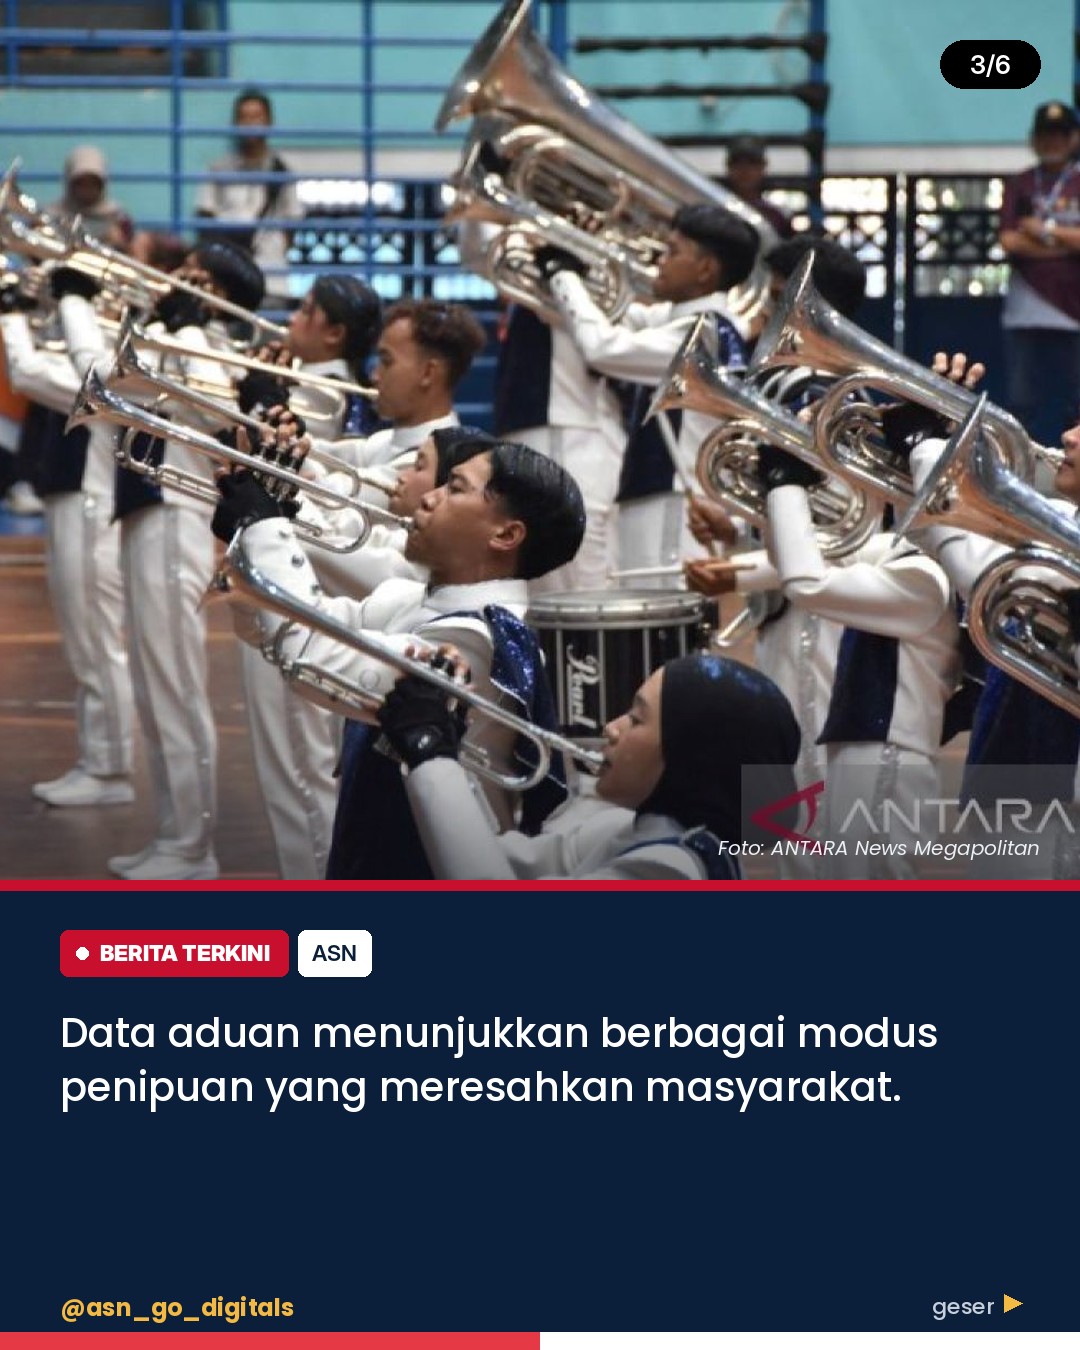 3/6
Pearl
ANTARA
Foto: ANTARA News Megapolitan
BERITA TERKINI
ASN
Data aduan menunjukkan berbagai modus
penipuan yang meresahkan masyarakat.
@asn_go_digitals
geser